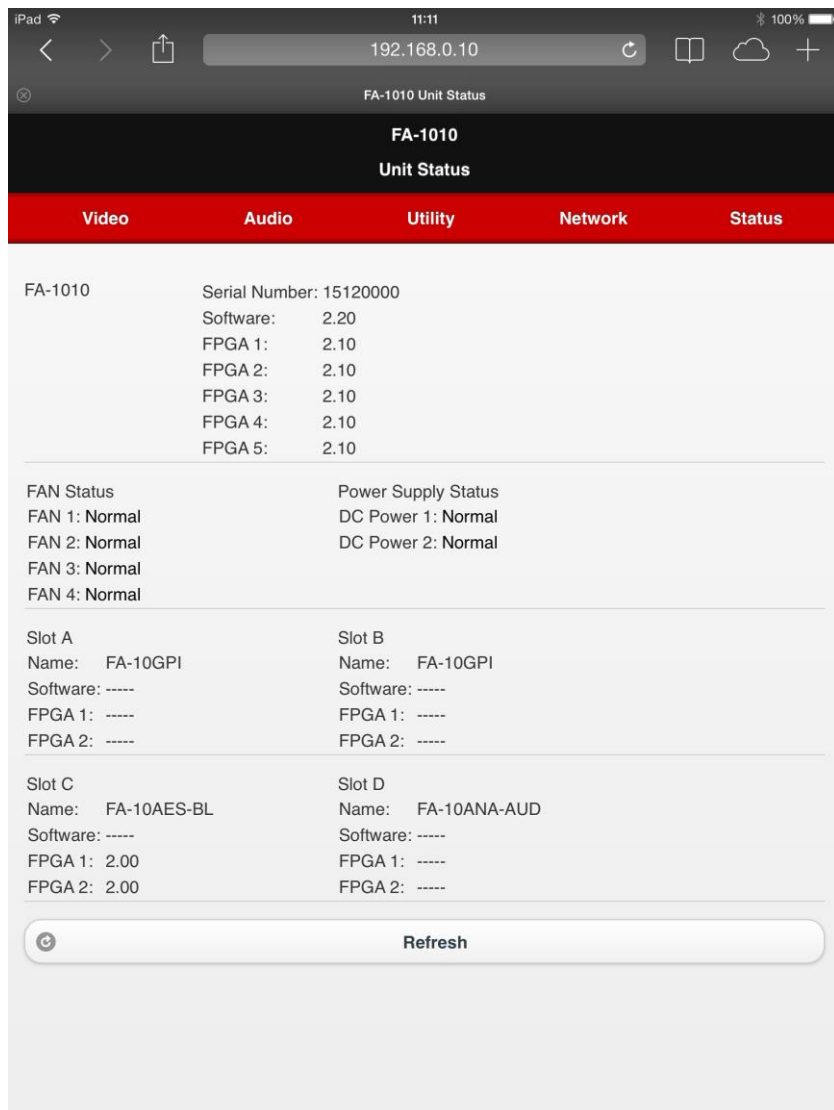 iPad 11:11 100%
192.168.0.10
FA-1010 Unit Status
FA-1010
Unit Status
Video Audio Utility Network Status
FA-1010 Serial Number: 15120000
Software: 2.20
FPGA 1: 2.10
FPGA 2: 2.10
FPGA 3: 2.10
FPGA 4: 2.10
FPGA 5: 2.10
FAN Status Power Supply Status
FAN 1: Normal DC Power 1: Normal
FAN 2: Normal DC Power 2: Normal
FAN 3: Normal
FAN 4: Normal
Slot A Slot B
Name: FA-10GPI Name: FA-10GPI
Software: ----- Software: -----
FPGA 1: ----- FPGA 1: -----
FPGA 2: ----- FPGA 2: -----
Slot C Slot D
Name: FA-10AES-BL Name: FA-10ANA-AUD
Software: ----- Software: -----
FPGA 1: 2.00 FPGA 1: -----
FPGA 2: 2.00 FPGA 2: -----
Refresh